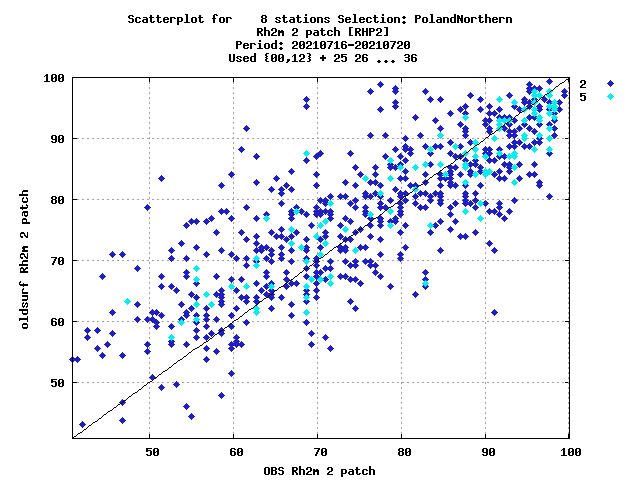 Scatterplot for    8 stations Selection: PolandNorthern
Rh2m 2 patch [RHP2]
Period: 20210716-20210720
Used {00,12} + 25 26 ... 36
2
5
100
90
80
70
60
50
oldsurf Rh2m 2 patch
50 60 70 80 90 100
OBS Rh2m 2 patch